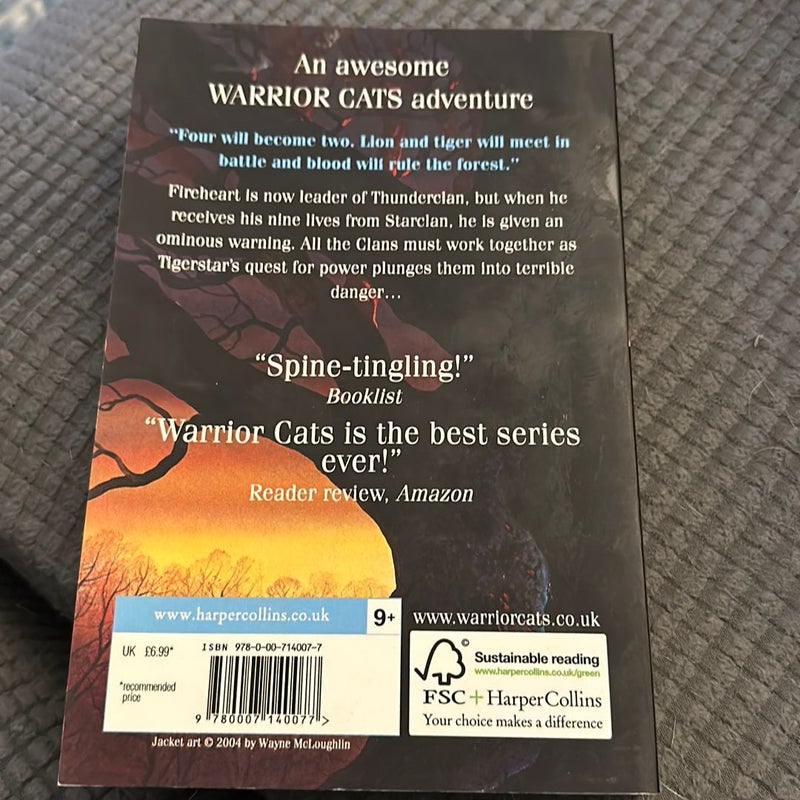 An awesome
WARRIOR CATS adventure
"Four will become two. Lion and tiger will meet in
battle and blood will rule the forest."
Fireheart is now leader of Thunderclan, but when he
receives his nine lives from Starclan, he is given an
ominous warning. All the Clans must work together as
Tigerstar's quest for power plunges them into terrible
danger...
“Spine-tingling!”
Booklist
“Warrior Cats is the best series
ever!”
Reader review, Amazon
www.harpercollins.co.uk
9+
UK £6.99*
*recommended
price
ISBN 978-0-00-714007-7
9 780007 140077 >
www.warriorcats.co.uk
©
Sustainable reading
www.harpercollins.co.uk/green
FSC + HarperCollins
Your choice makes a difference
Jacket art © 2004 by Wayne McLoughlin